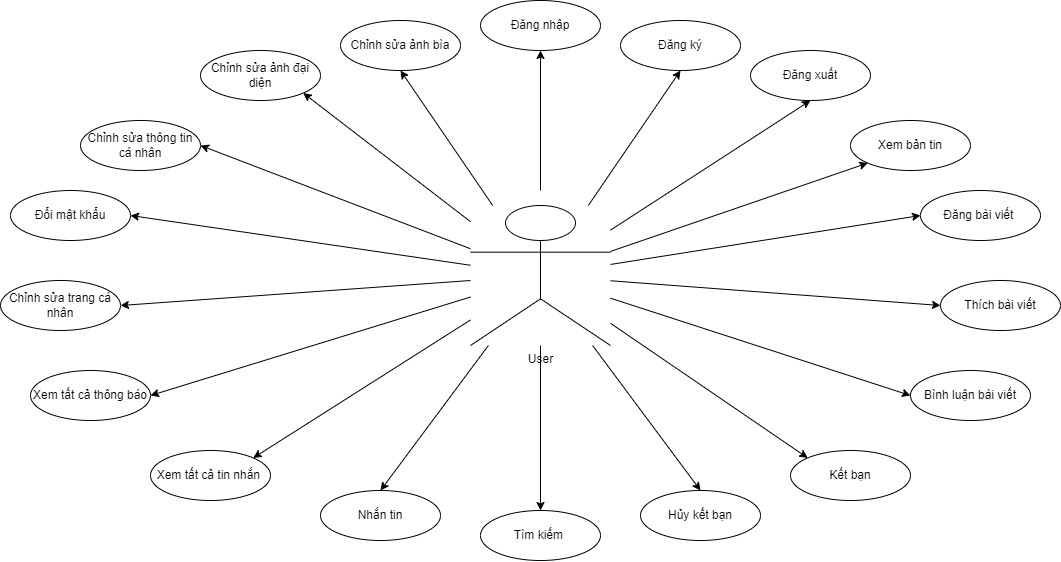 Đăng nhập
Chỉnh sửa ảnh bìa
Đăng ký
Chỉnh sửa ảnh đại
diện
Đăng xuất
Chỉnh sửa thông tin
cá nhân
Xem bản tin
Đổi mật khẩu
Đăng bài viết
Chỉnh sửa trang cá
nhân
Thích bài viết
User
Xem tất cả thông báo
Bình luận bài viết
Xem tất cả tin nhắn
Kết bạn
Nhắn tin
Hủy kết bạn
Tìm kiếm